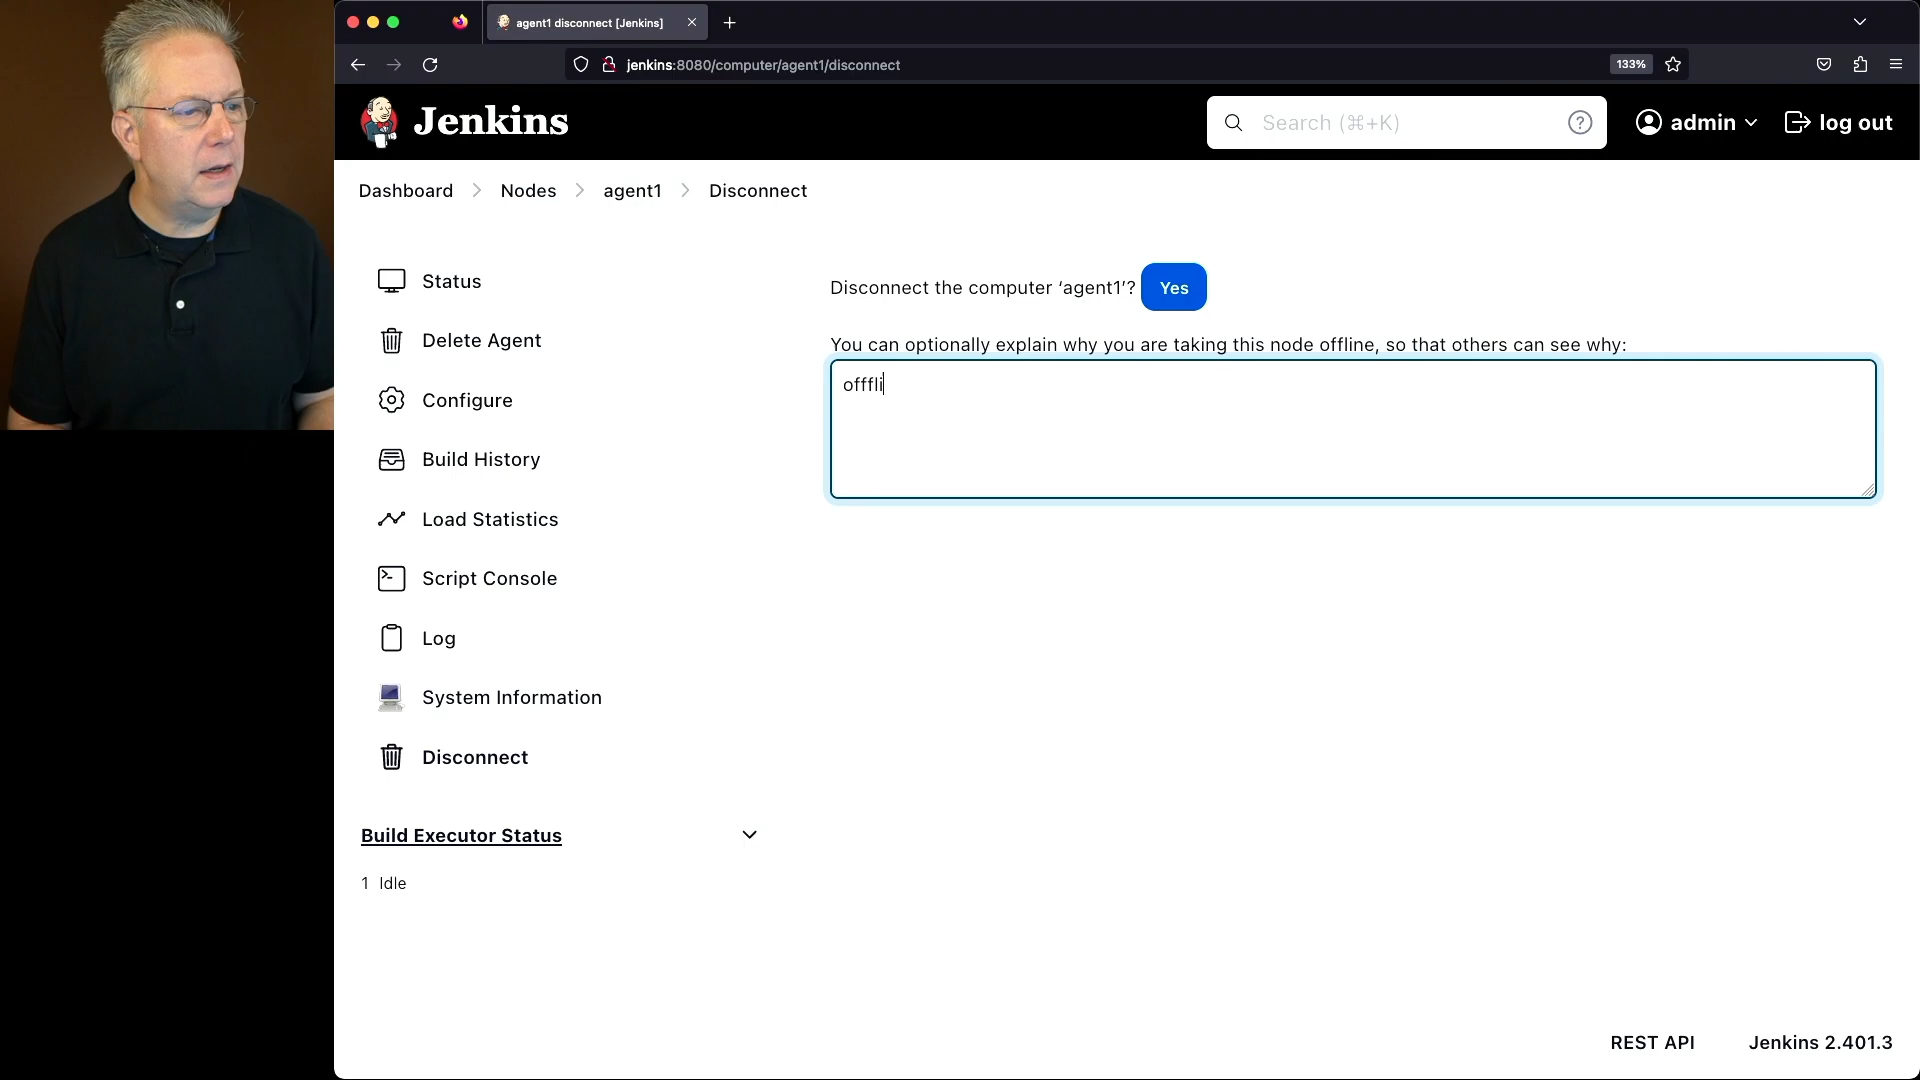 agent1 disconnect [Jenkins]
jenkins:8080/computer/agent1/disconnect
133%
Jenkins
Search (⌘+K)
admin
log out
Dashboard
Nodes
agent1
Disconnect
Status
Delete Agent
Configure
Build History
Load Statistics
Script Console
Log
System Information
Disconnect
Build Executor Status
1 Idle
Disconnect the computer ‘agent1’? Yes
You can optionally explain why you are taking this node offline, so that others can see why:
offfli
REST API
Jenkins 2.401.3